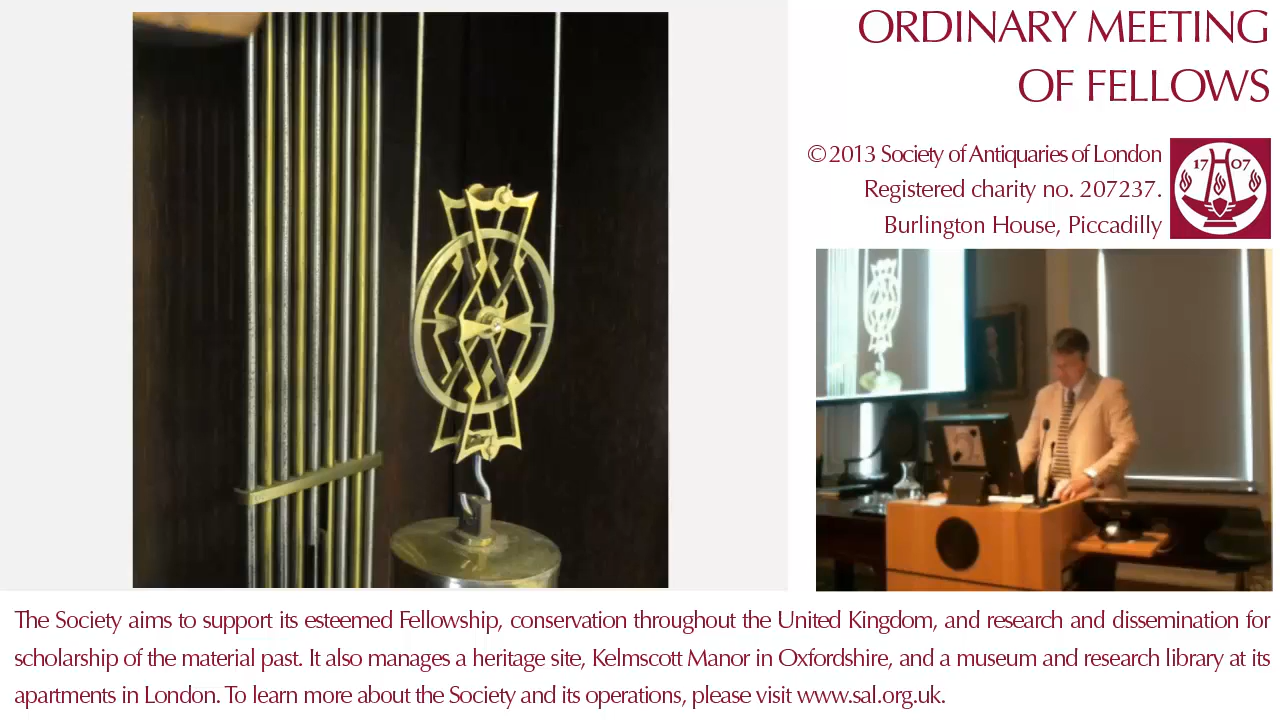 ORDINARY MEETING
OF FELLOWS
© 2013 Society of Antiquaries of London
Registered charity no. 207237.
Burlington House, Piccadilly
17 07
The Society aims to support its esteemed Fellowship, conservation throughout the United Kingdom, and research and dissemination for
scholarship of the material past. It also manages a heritage site, Kelmscott Manor in Oxfordshire, and a museum and research library at its
apartments in London. To learn more about the Society and its operations, please visit www.sal.org.uk.